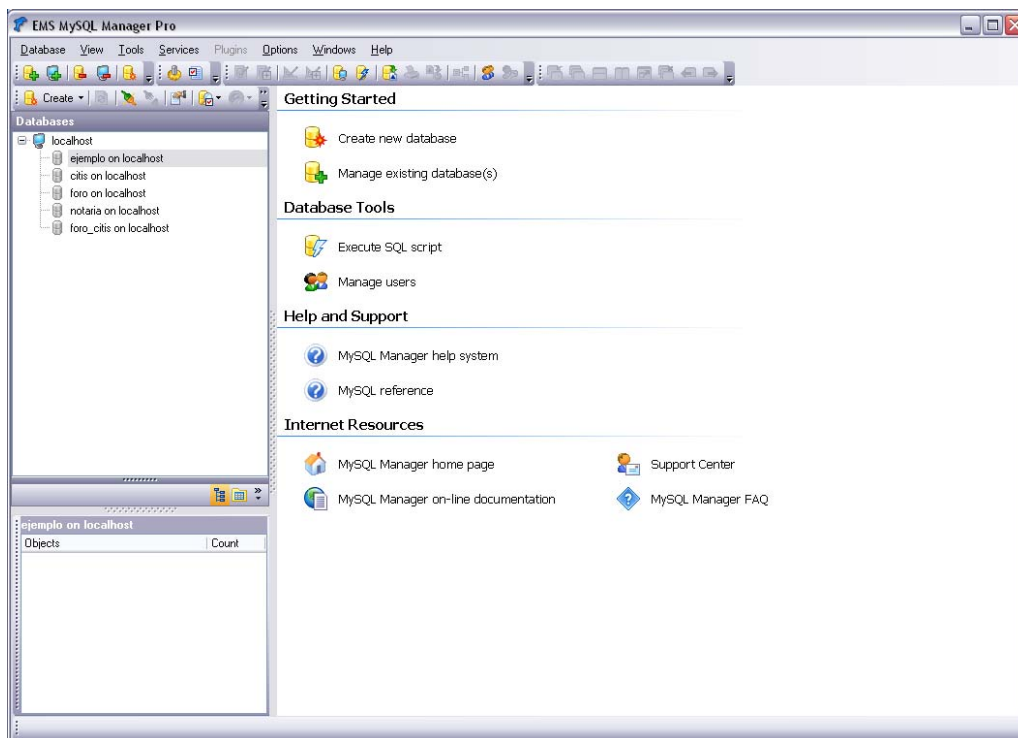 EMS MySQL Manager Pro
Database View Tools Services Plugins Options Windows Help
Create
Databases
localhost
ejemplo on localhost
citis on localhost
foro on localhost
notaria on localhost
foro_citis on localhost
ejemplo on localhost
Objects Count
Getting Started
Create new database
Manage existing database(s)
Database Tools
Execute SQL script
Manage users
Help and Support
MySQL Manager help system
MySQL reference
Internet Resources
MySQL Manager home page Support Center
MySQL Manager on-line documentation MySQL Manager FAQ